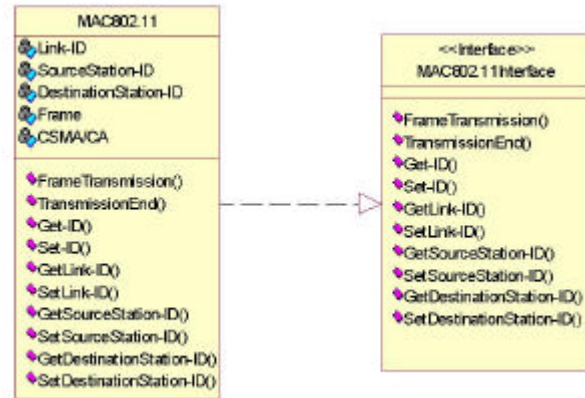 MAC802.11
Link-ID
SourceStation-ID
DestinationStation-ID
Frame
CSMA/CA
FrameTransmission()
TransmissionEnd()
Get-ID()
Set-ID()
GetLink-ID()
SetLink-ID()
GetSourceStation-ID()
SetSourceStation-ID()
GetDestinationStation-ID()
SetDestinationStation-ID()
<<Interface>>
MAC802.11Interface
FrameTransmission()
TransmissionEnd()
Get-ID()
Set-ID()
GetLink-ID()
SetLink-ID()
GetSourceStation-ID()
SetSourceStation-ID()
GetDestinationStation-ID()
SetDestinationStation-ID()